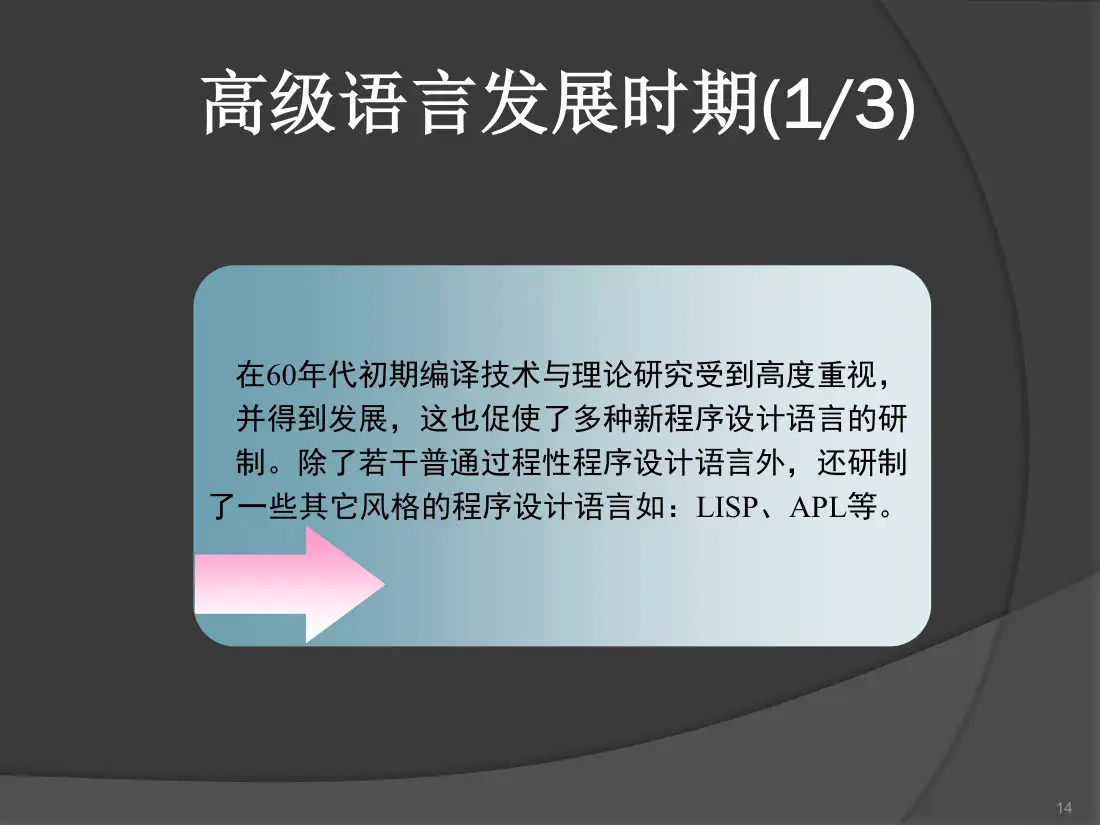 高级语言发展时期(1/3)
在60年代初期编译技术与理论研究受到高度重视，
并得到发展，这也促使了多种新程序设计语言的研
制。除了若干普通过程性程序设计语言外，还研制
了一些其它风格的程序设计语言如：LISP、APL等。
14